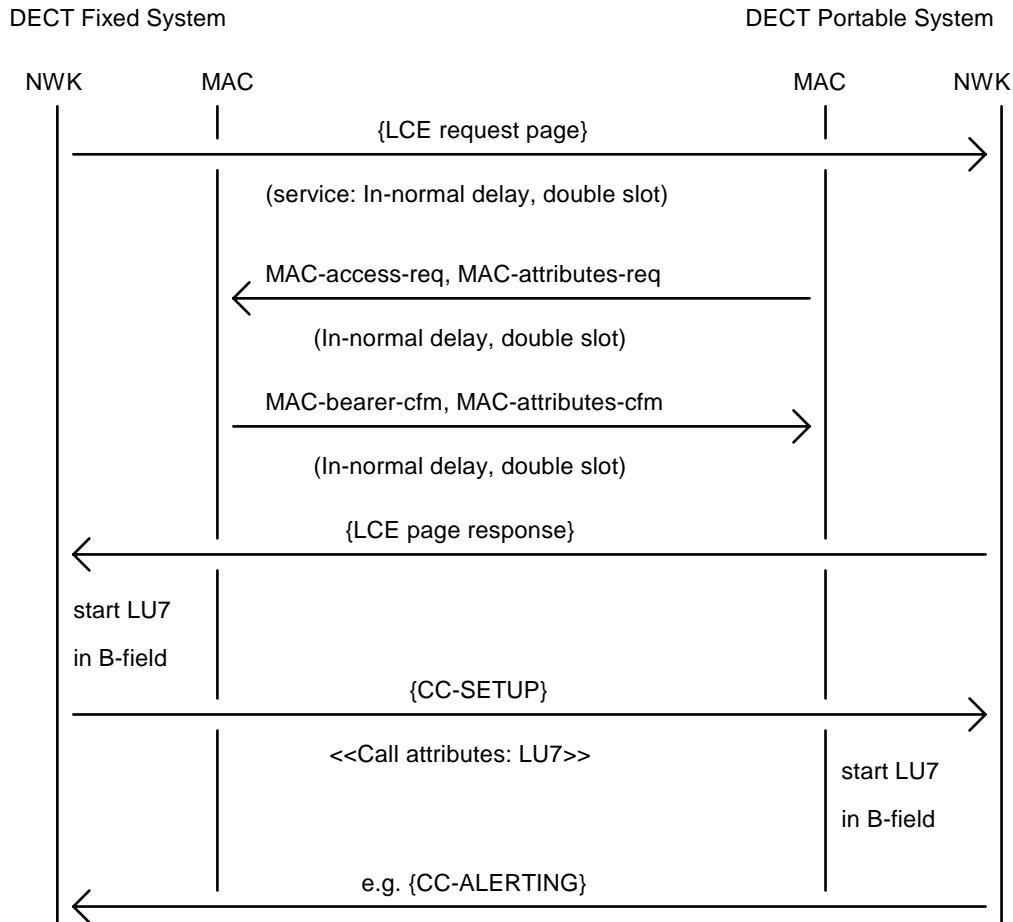 DECT Fixed System
DECT Portable System
NWK
MAC
MAC
NWK
{LCE request page}
(service: In-normal delay, double slot)
MAC-access-req, MAC-attributes-req
(In-normal delay, double slot)
MAC-bearer-cfm, MAC-attributes-cfm
(In-normal delay, double slot)
{LCE page response}
start LU7
in B-field
{CC-SETUP}
<<Call attributes: LU7>>
start LU7
in B-field
e.g. {CC-ALERTING}